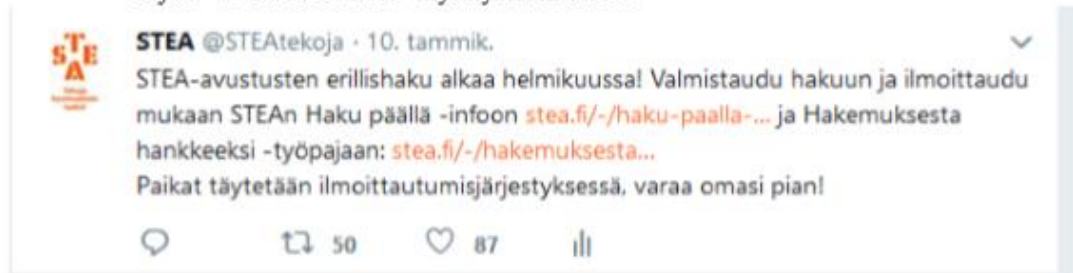 STEA
STEA @STEAtekoja · 10. tammik.
STEA-avustusten erillishaku alkaa helmikuussa! Valmistaudu hakuun ja ilmoittaudu
mukaan STEAn Haku päällä -infoon stea.fi/-/haku-paalla-... ja Hakemuksesta
hankkeeksi -työpajaan: stea.fi/-/hakemuksesta...
Paikat täytetään ilmoittautumisjärjestyksessä, varaa omasi pian!
50 87